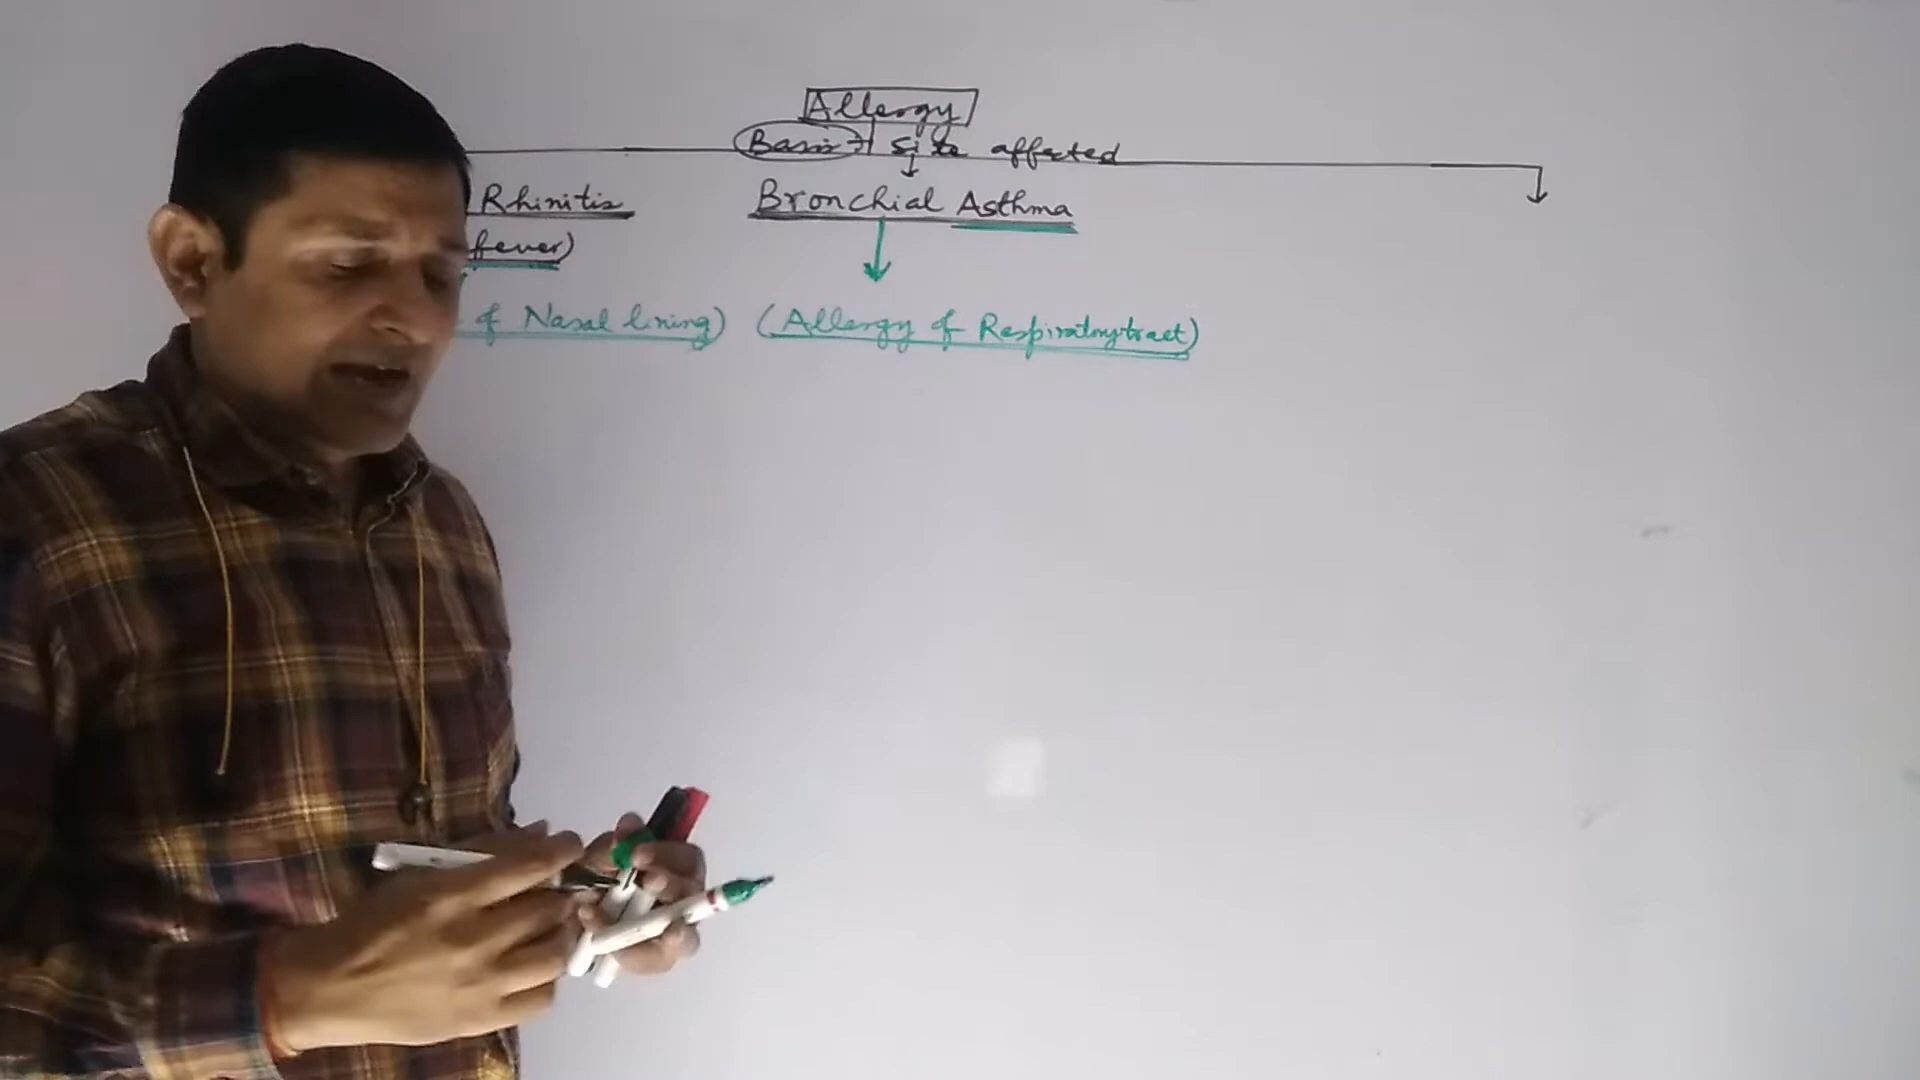 Allergy
Basis → site affected
Rhinitis
Bronchial Asthma
fever)
of Nasal lining)
(Allergy of Respiratory tract)